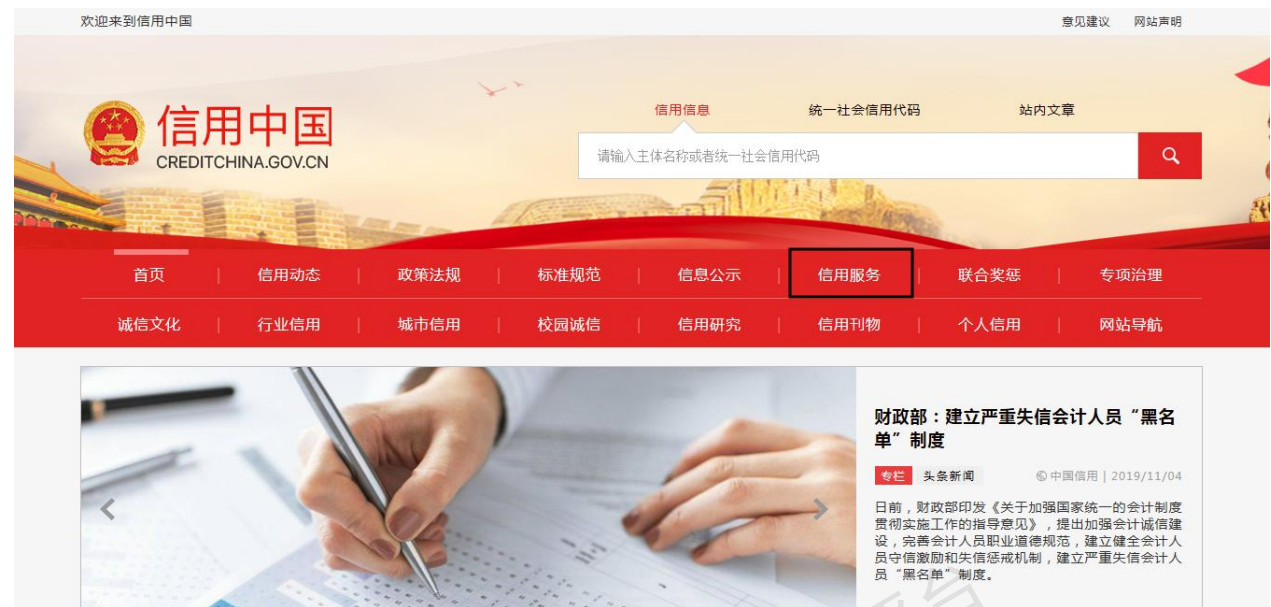 欢迎来到信用中国
意见建议 网站声明
信用中国
CREDITCHINA.GOV.CN
信用信息 统一社会信用代码 站内文章
请输入主体名称或者统一社会信用代码
首页 信用动态 政策法规 标准规范 信息公示 信用服务 联合奖惩 专项治理
诚信文化 行业信用 城市信用 校园诚信 信用研究 信用刊物 个人信用 网站导航
财政部：建立严重失信会计人员“黑名
单”制度
专栏 头条新闻 中国信用 | 2019/11/04
日前，财政部印发《关于加强国家统一的会计制度
贯彻实施工作的指导意见》，提出加强会计诚信建
设，完善会计人员职业道德规范，建立健全会计人
员守信激励和失信惩戒机制，建立严重失信会计人
员“黑名单”制度。